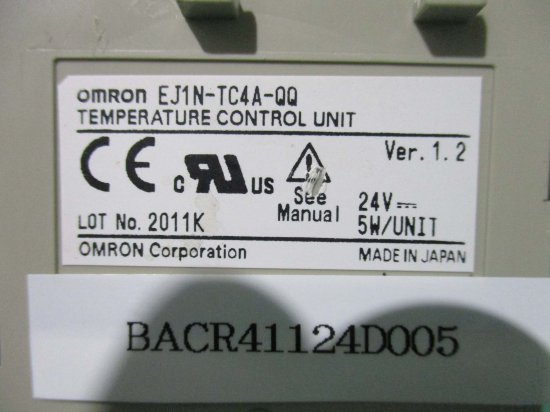 OMRON EJ1N-TC4A-QQ
TEMPERATURE CONTROL UNIT
CE c RU US
See Manual
Ver. 1.2
24V⎓
5W/UNIT
LOT No. 2011K
OMRON Corporation
MADE IN JAPAN
BACR41124D005